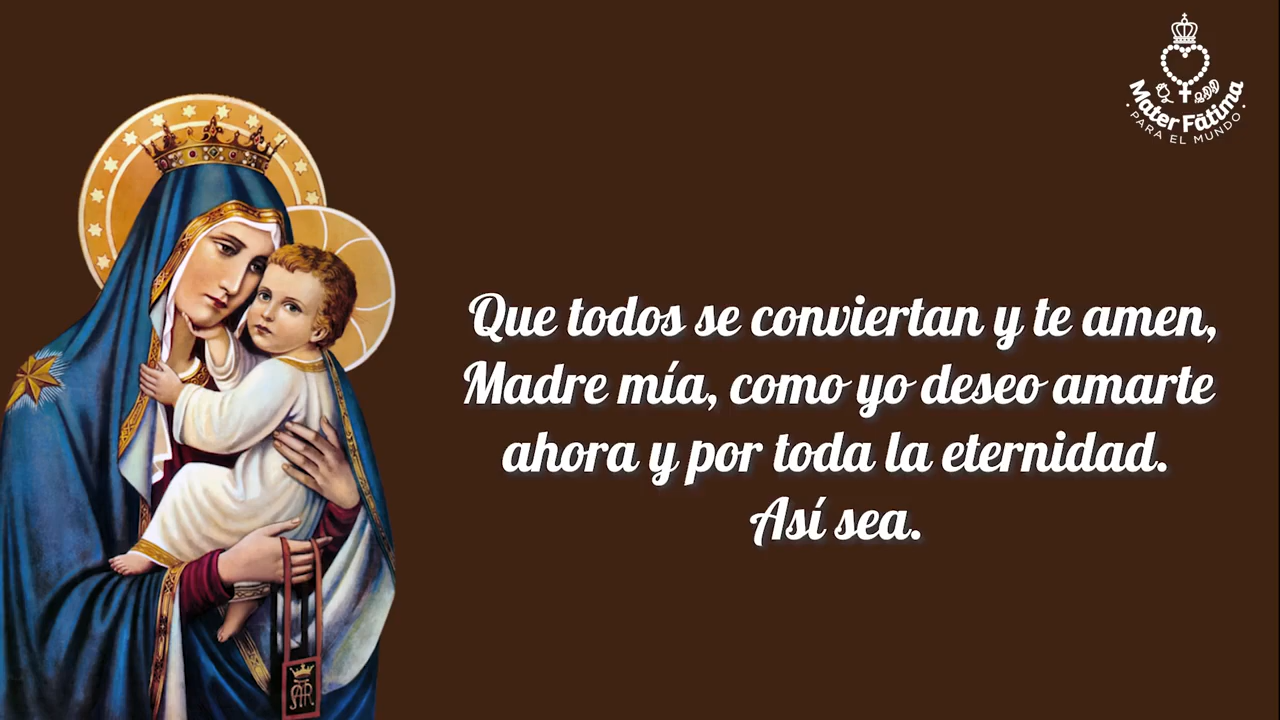 Mater Fátima
· PARA EL MUNDO ·
Que todos se conviertan y te amen,
Madre mía, como yo deseo amarte
ahora y por toda la eternidad.
Así sea.